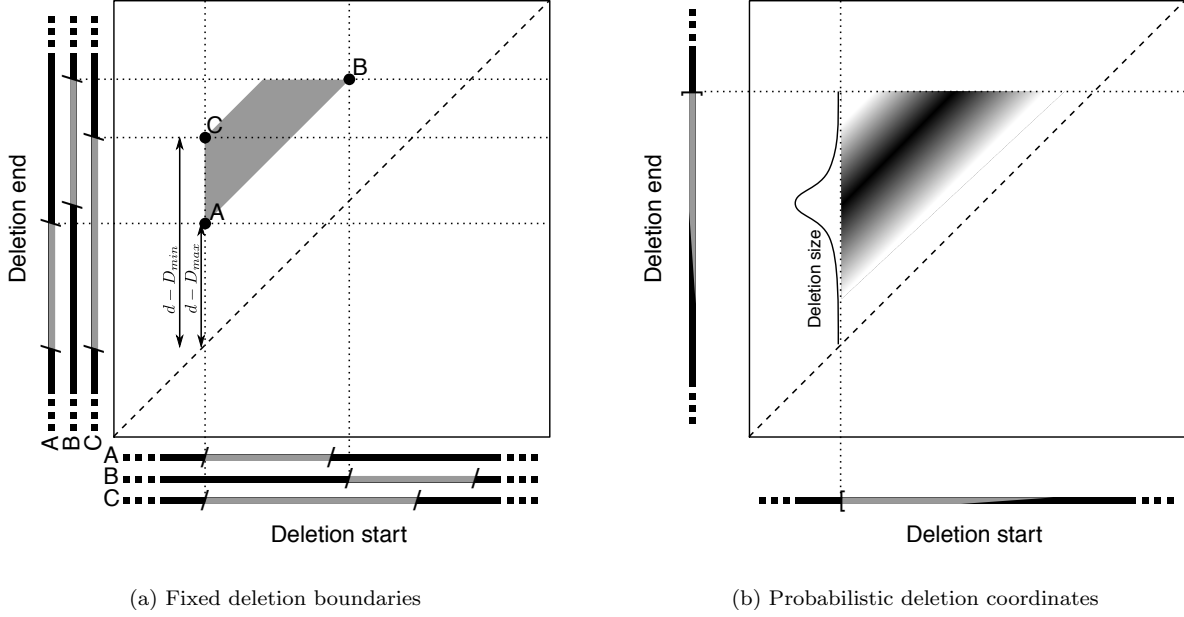 Deletion end
A
B
C
B
C
A
d − D_min
d − D_max
A
B
C
Deletion start
(a) Fixed deletion boundaries
Deletion end
Deletion size
Deletion start
(b) Probabilistic deletion coordinates